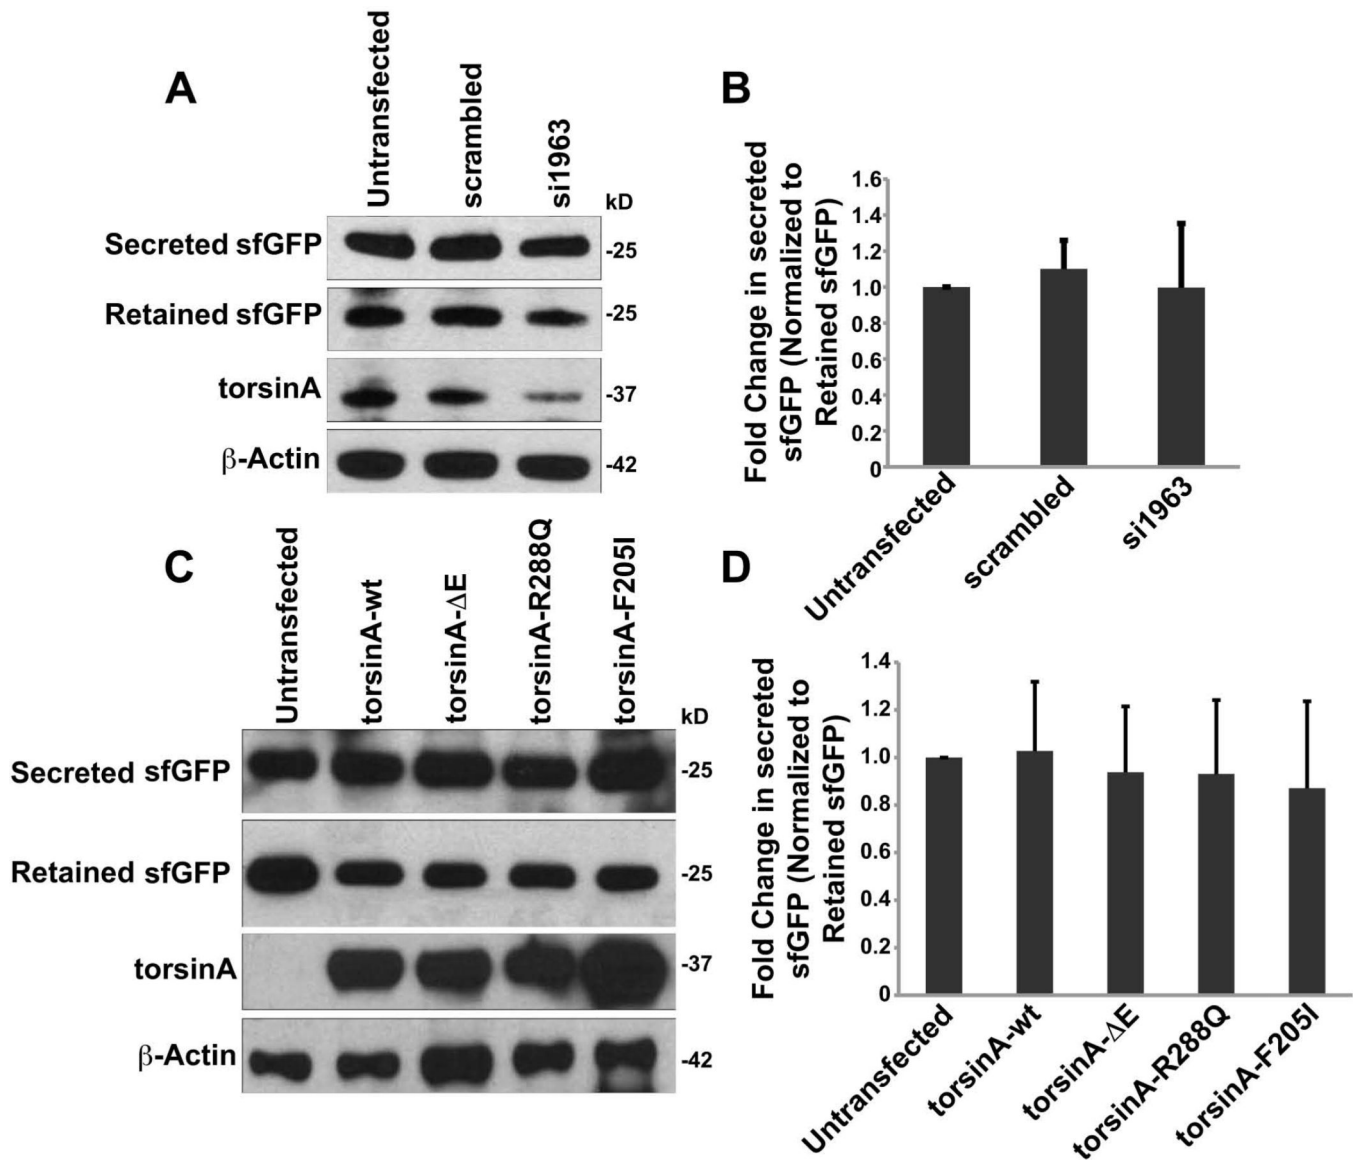 A
Untransfected
scrambled
si1963
kD
Secreted sfGFP
-25
Retained sfGFP
-25
torsinA
-37
β-Actin
-42
B
Fold Change in secreted
sfGFP (Normalized to
Retained sfGFP)
1.6
1.4
1.2
1.0
0.8
0.6
0.4
0.2
0
Untransfected
scrambled
si1963
C
Untransfected
torsinA-wt
torsinA-ΔE
torsinA-R288Q
torsinA-F205I
kD
Secreted sfGFP
-25
Retained sfGFP
-25
torsinA
-37
β-Actin
-42
D
Fold Change in secreted
sfGFP (Normalized to
Retained sfGFP)
1.4
1.2
1.0
0.8
0.6
0.4
0.2
0
Untransfected
torsinA-wt
torsinA-ΔE
torsinA-R288Q
torsinA-F205I